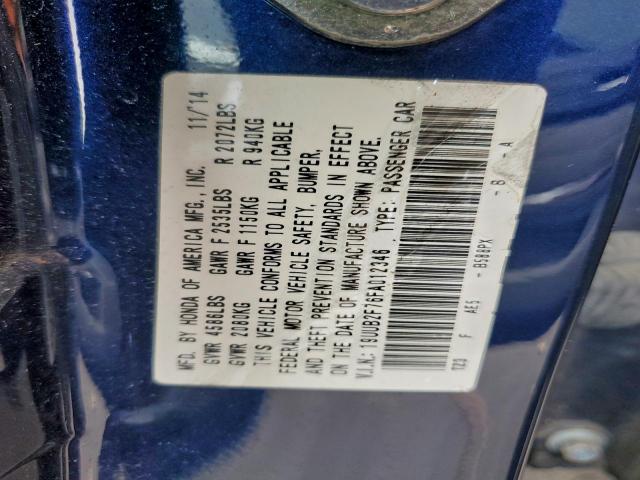 MFD. BY HONDA OF AMERICA MFG., INC. 11/14
GVWR 4586LBS GAWR F 2535LBS R 2072LBS
GVWR 2080KG GAWR F 1150KG R 940KG
THIS VEHICLE CONFORMS TO ALL APPLICABLE
FEDERAL MOTOR VEHICLE SAFETY, BUMPER,
AND THEFT PREVENTION STANDARDS IN EFFECT
ON THE DATE OF MANUFACTURE SHOWN ABOVE.
V.I.N.: 19UUB2F76FA012346 TYPE: PASSENGER CAR
TZ3 F AE5 - B588PX - B - A